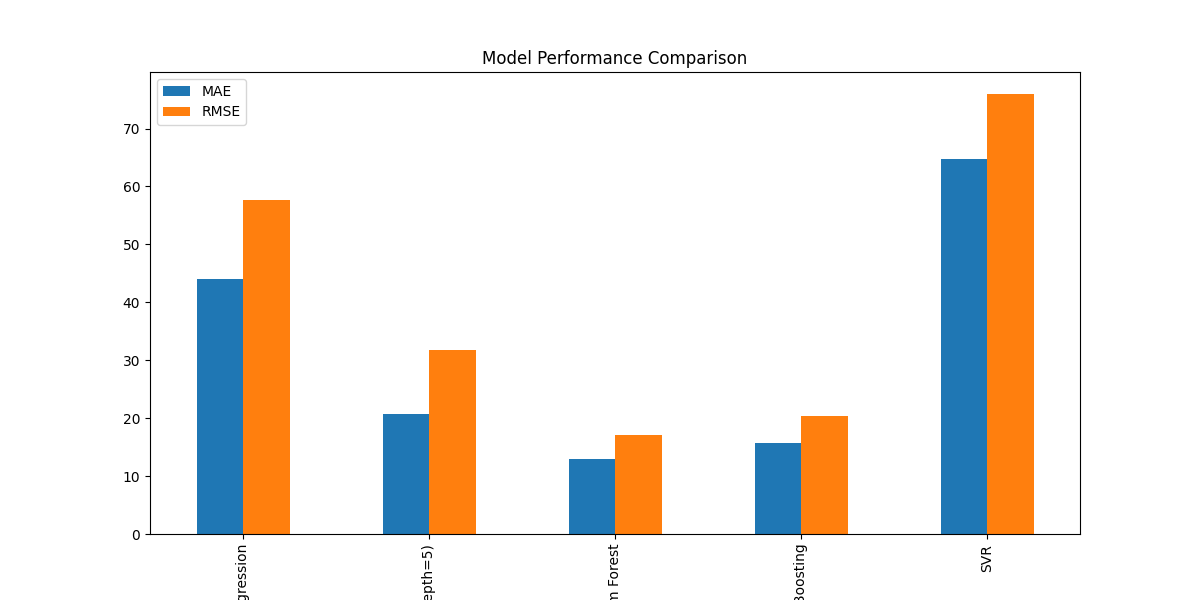 Model Performance Comparison
MAE
RMSE
70
60
50
40
30
20
10
0
gression
epth=5)
m Forest
Boosting
SVR